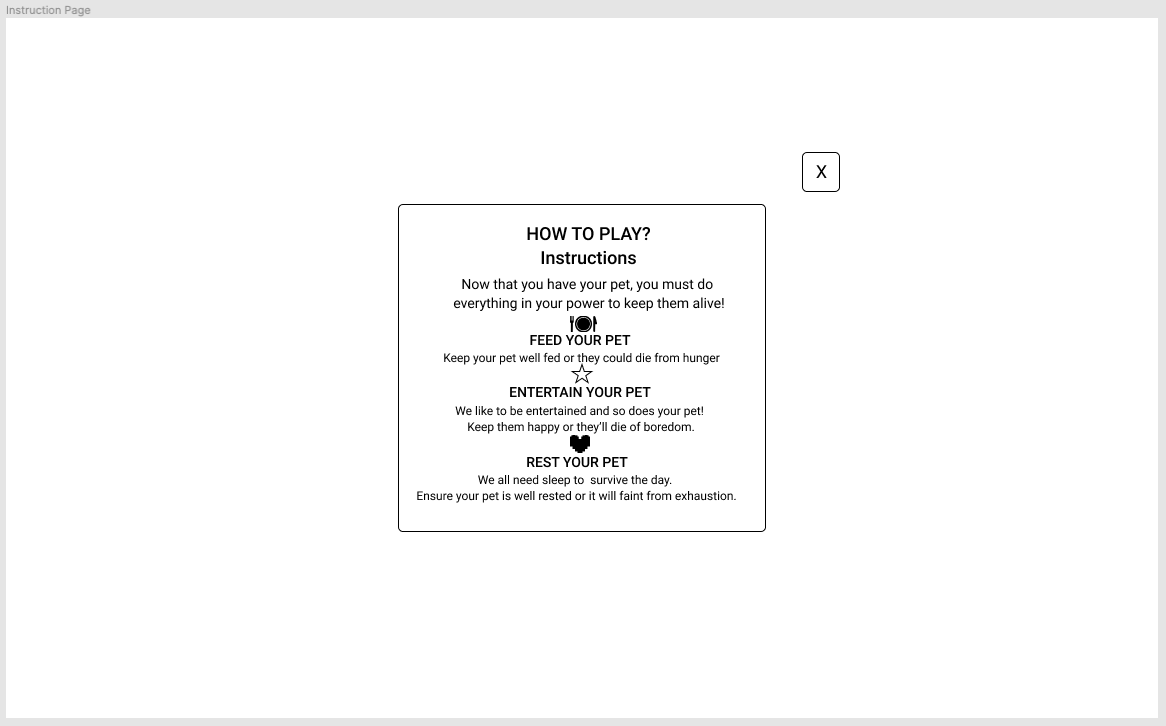 Instruction Page
X
HOW TO PLAY?
Instructions
Now that you have your pet, you must do
everything in your power to keep them alive!
FEED YOUR PET
Keep your pet well fed or they could die from hunger
ENTERTAIN YOUR PET
We like to be entertained and so does your pet!
Keep them happy or they’ll die of boredom.
REST YOUR PET
We all need sleep to  survive the day.
Ensure your pet is well rested or it will faint from exhaustion.